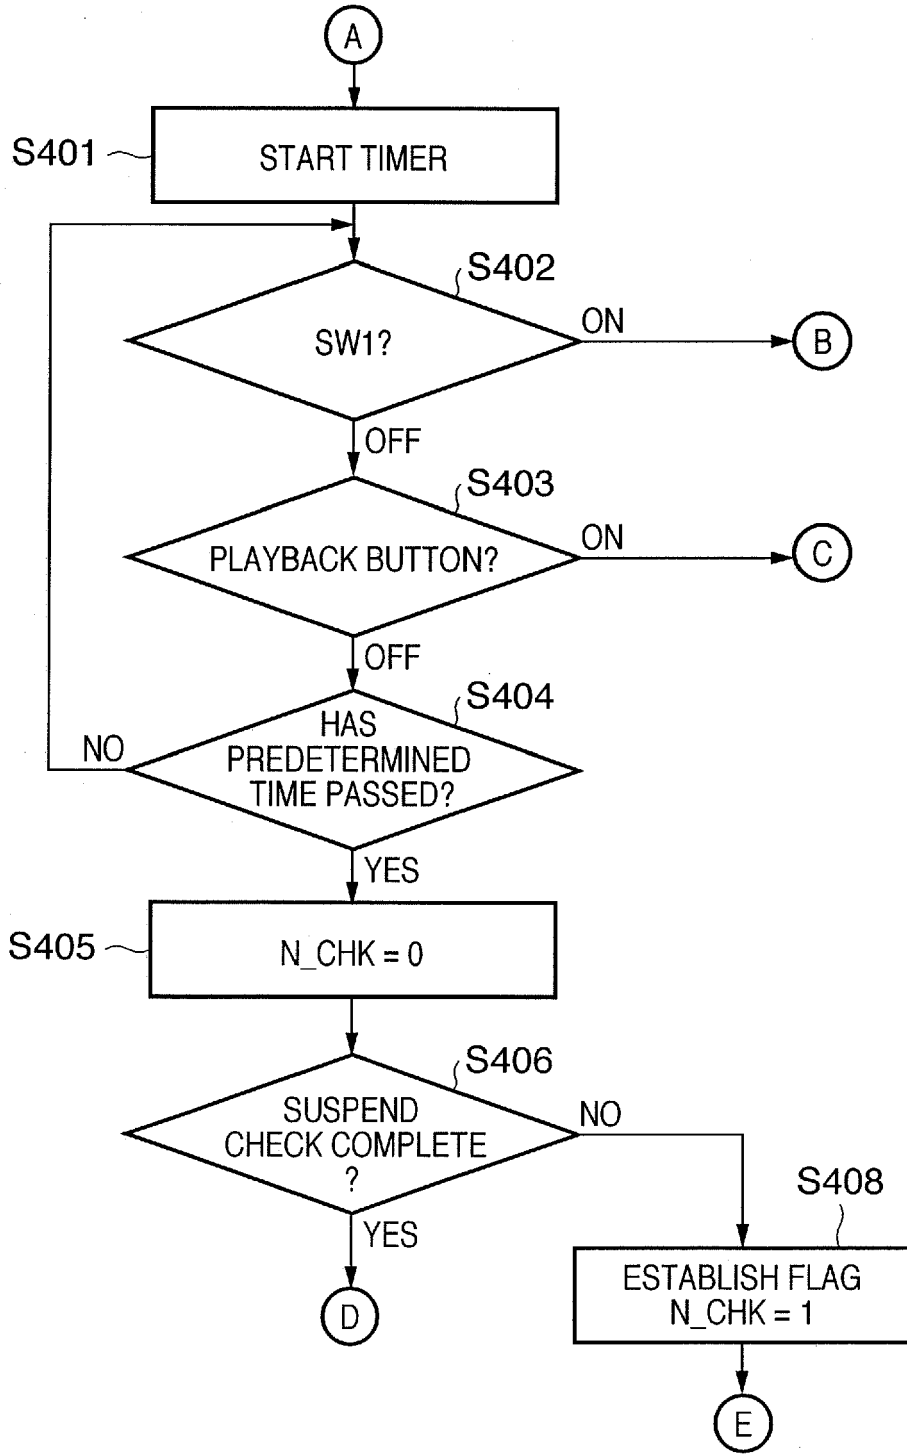 A
S401
START TIMER
S402
SW1?
ON
B
OFF
S403
PLAYBACK BUTTON?
ON
C
OFF
S404
HAS
PREDETERMINED
TIME PASSED?
NO
YES
S405
N_CHK = 0
S406
SUSPEND
CHECK COMPLETE
?
NO
YES
D
S408
ESTABLISH FLAG
N_CHK = 1
E